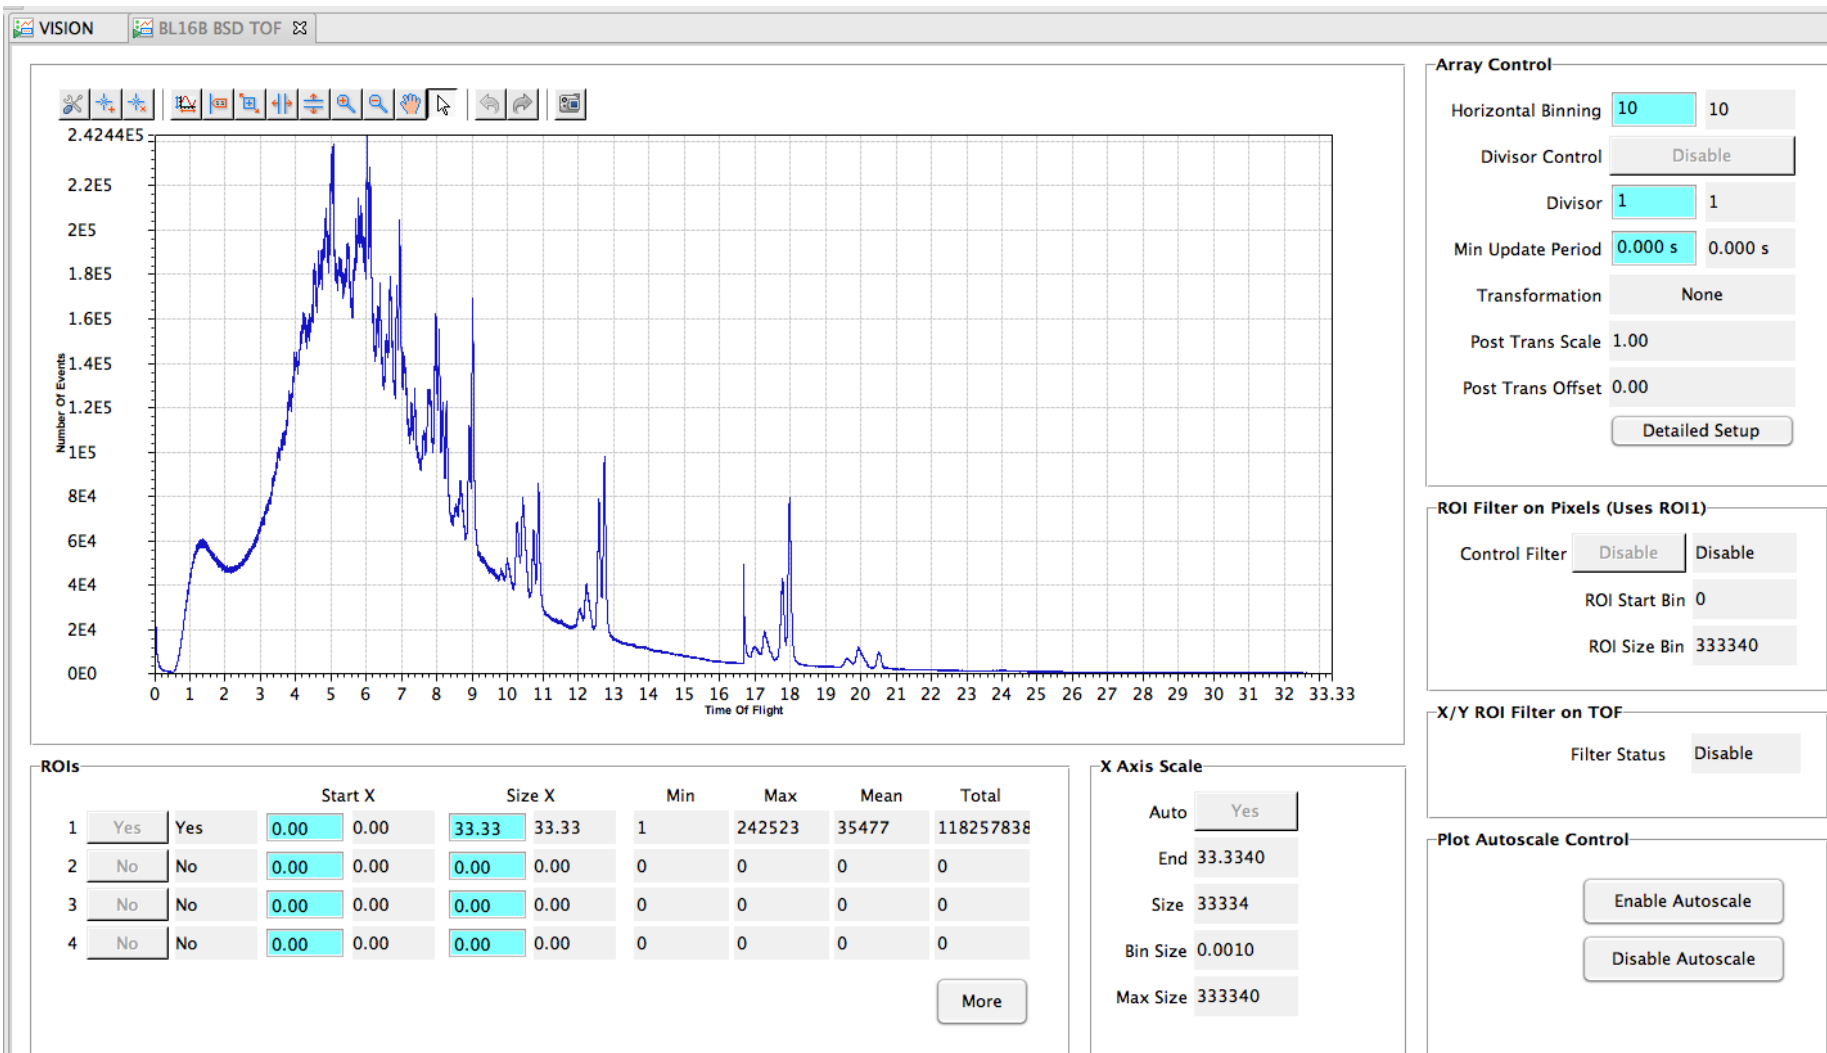 VISION
BL16B BSD TOF
2.4244E5
2.2E5
2E5
1.8E5
1.6E5
1.4E5
1.2E5
1E5
8E4
6E4
4E4
2E4
0E0
Number Of Events
0 1 2 3 4 5 6 7 8 9 10 11 12 13 14 15 16 17 18 19 20 21 22 23 24 25 26 27 28 29 30 31 32 33.33
Time Of Flight
Array Control
Horizontal Binning 10 10
Divisor Control Disable
Divisor 1 1
Min Update Period 0.000 s 0.000 s
Transformation None
Post Trans Scale 1.00
Post Trans Offset 0.00
Detailed Setup
ROI Filter on Pixels (Uses ROI1)
Control Filter Disable Disable
ROI Start Bin 0
ROI Size Bin 333340
X/Y ROI Filter on TOF
Filter Status Disable
ROIs
Start X Size X Min Max Mean Total
1 Yes Yes 0.00 0.00 33.33 33.33 1 242523 35477 118257838
2 No No 0.00 0.00 0.00 0.00 0 0 0 0
3 No No 0.00 0.00 0.00 0.00 0 0 0 0
4 No No 0.00 0.00 0.00 0.00 0 0 0 0
More
X Axis Scale
Auto Yes
End 33.3340
Size 33334
Bin Size 0.0010
Max Size 333340
Plot Autoscale Control
Enable Autoscale
Disable Autoscale